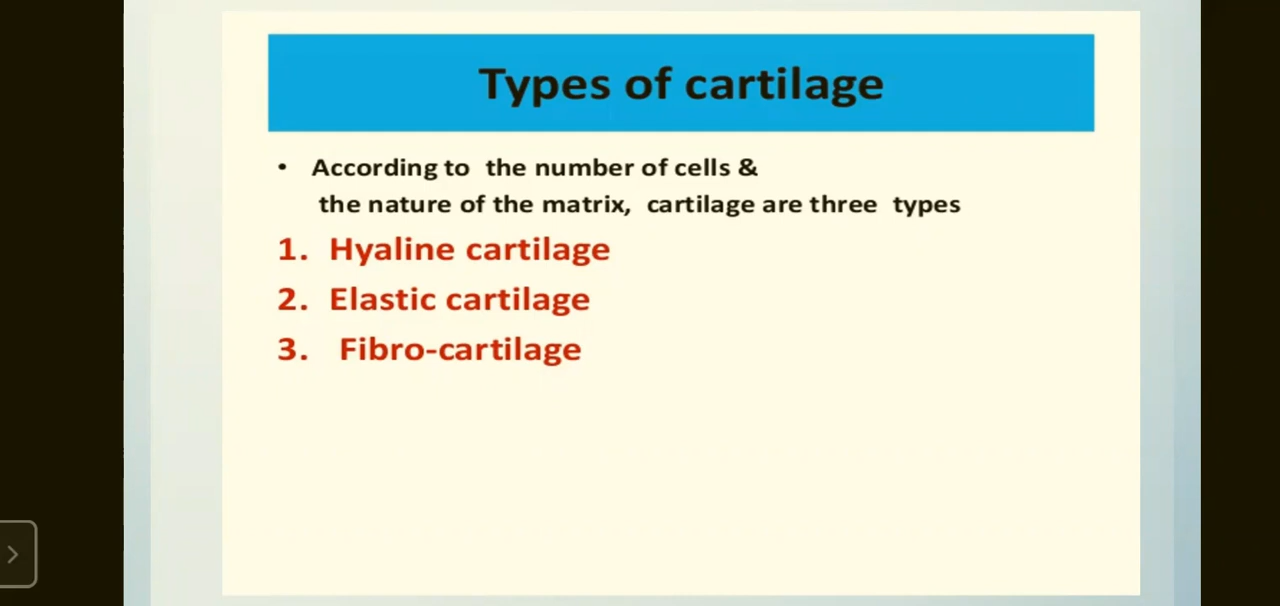 Types of cartilage
• According to the number of cells &
the nature of the matrix, cartilage are three types
1. Hyaline cartilage
2. Elastic cartilage
3. Fibro-cartilage